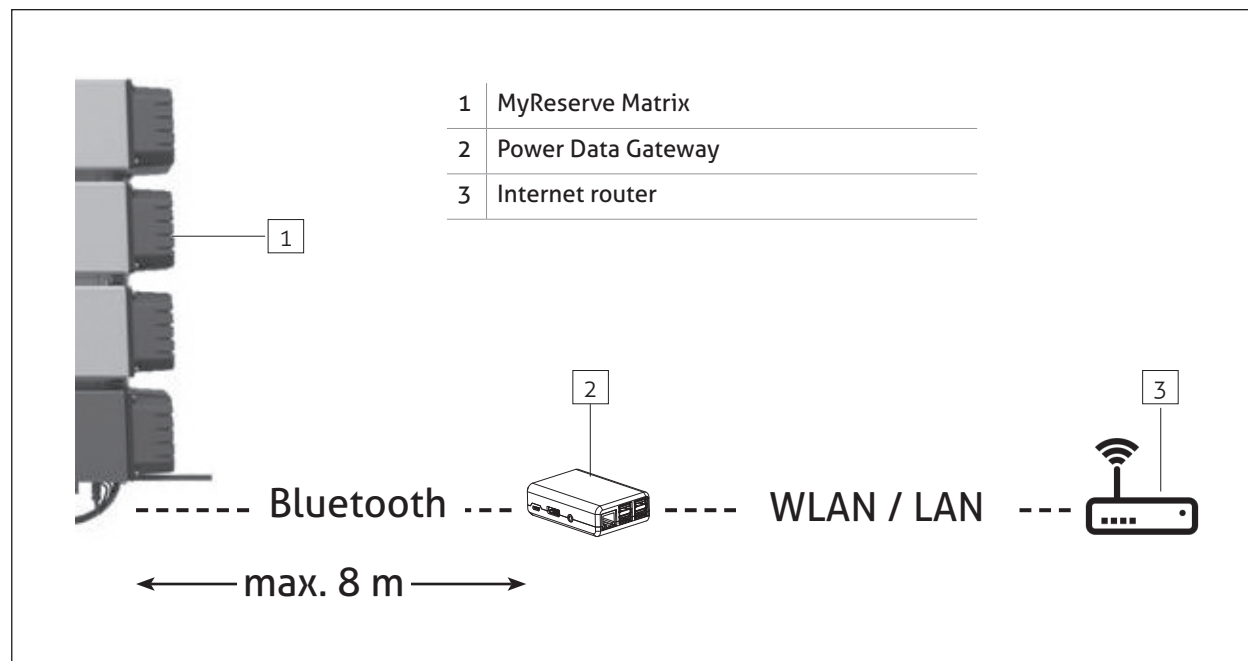 1 MyReserve Matrix
2 Power Data Gateway
3 Internet router
1
2
3
Bluetooth
WLAN / LAN
max. 8 m